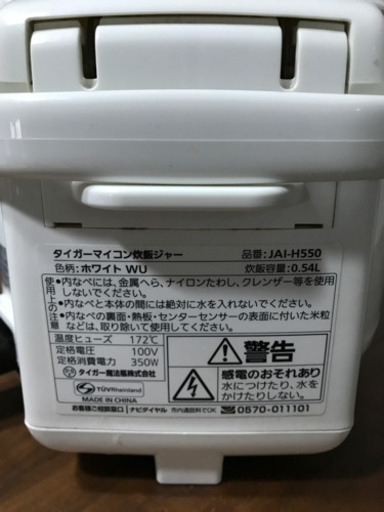 タイガーマイコン炊飯ジャー 品番:JAI-H550
色柄:ホワイト WU 炊飯容量:0.54L
使用上の注意
•内なべには、金属へら、ナイロンたわし、クレンザー等を使用しないでください。
•内なべと本体の間には絶対に水を入れないでください。
•内なべの裏面・熱板・センターセンサーの表面に付いた米粒などは、取り除いて使用してください。
温度ヒューズ 172℃
定格電圧 100V
定格消費電力 350W
タイガー魔法瓶株式会社
TÜVRheinland
MADE IN CHINA
警告
感電のおそれあり
水につけたり、水をかけたりしない。
お客様ご相談窓口 ナビダイヤル 市内通話料でOK 0570-011101